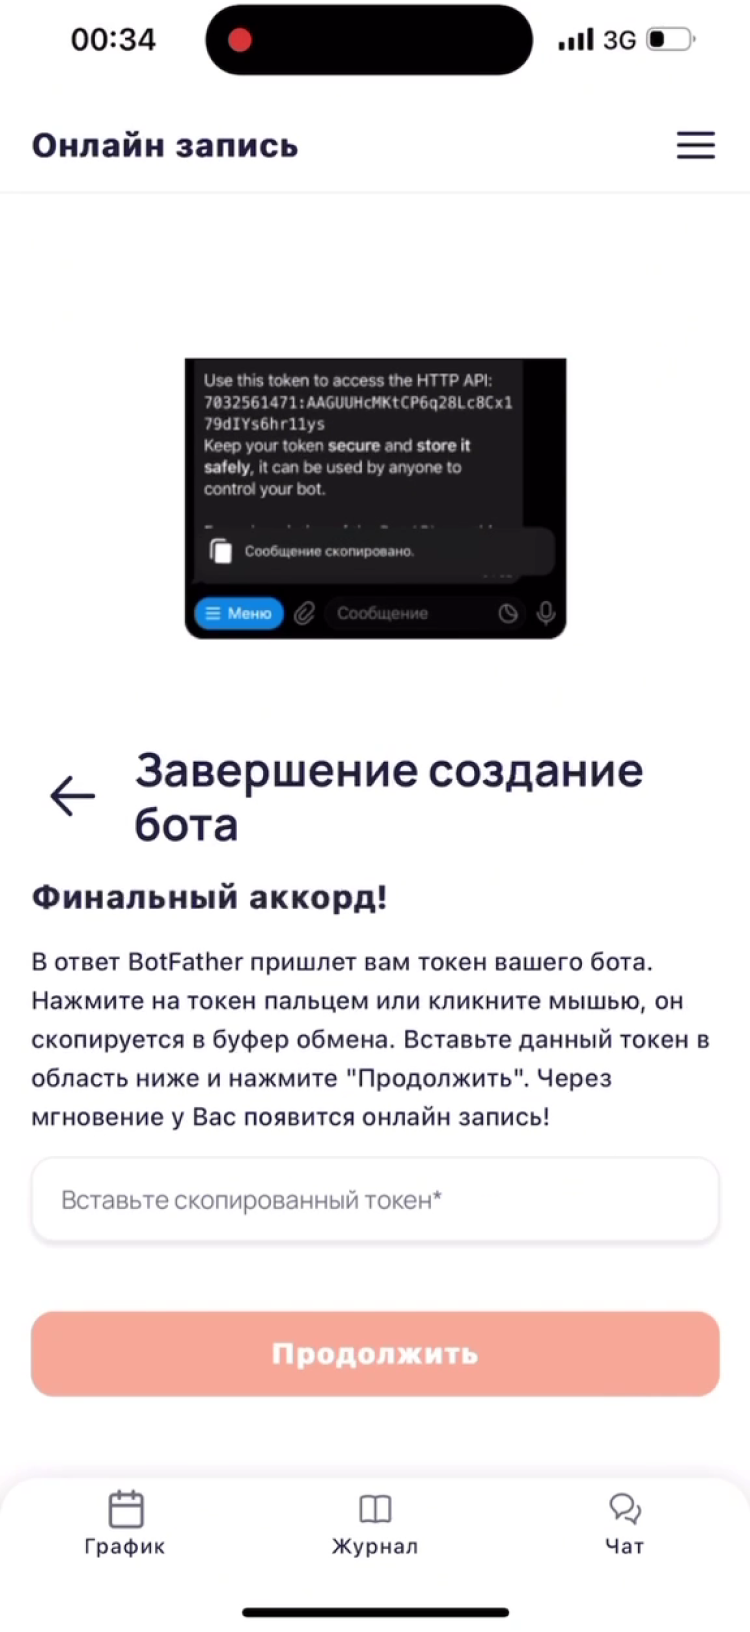 00:34
3G
Онлайн запись
Use this token to access the HTTP API:
7032561471:AAGUUHcMKtCP6q28Lc8Cx1
79dIYs6hr11ys
Keep your token secure and store it
safely, it can be used by anyone to
control your bot.
Сообщение скопировано.
Меню
Сообщение
Завершение создание
бота
Финальный аккорд!
В ответ BotFather пришлет вам токен вашего бота.
Нажмите на токен пальцем или кликните мышью, он
скопируется в буфер обмена. Вставьте данный токен в
область ниже и нажмите "Продолжить". Через
мгновение у Вас появится онлайн запись!
Вставьте скопированный токен*
Продолжить
График
Журнал
Чат